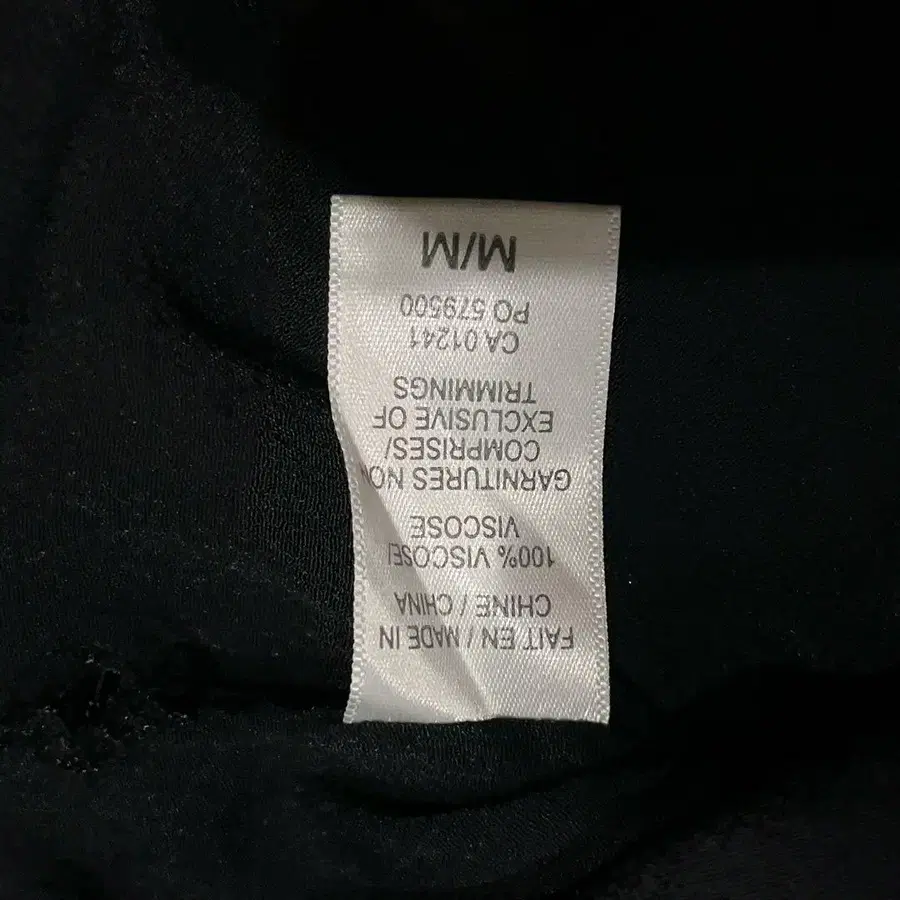 FAIT EN / MADE IN
CHINE / CHINA
100% VISCOSE/
VISCOSE
GARNITURES NON
COMPRISES/
EXCLUSIVE OF
TRIMMINGS
CA 01241
PO 579500
M/M